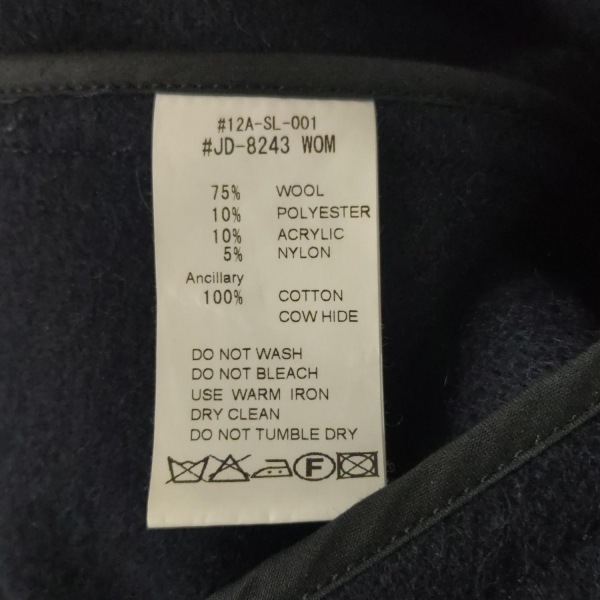 #12A-SL-001
#JD-8243 WOM
75% WOOL
10% POLYESTER
10% ACRYLIC
5% NYLON
Ancillary
100% COTTON
COW HIDE
DO NOT WASH
DO NOT BLEACH
USE WARM IRON
DRY CLEAN
DO NOT TUMBLE DRY
F